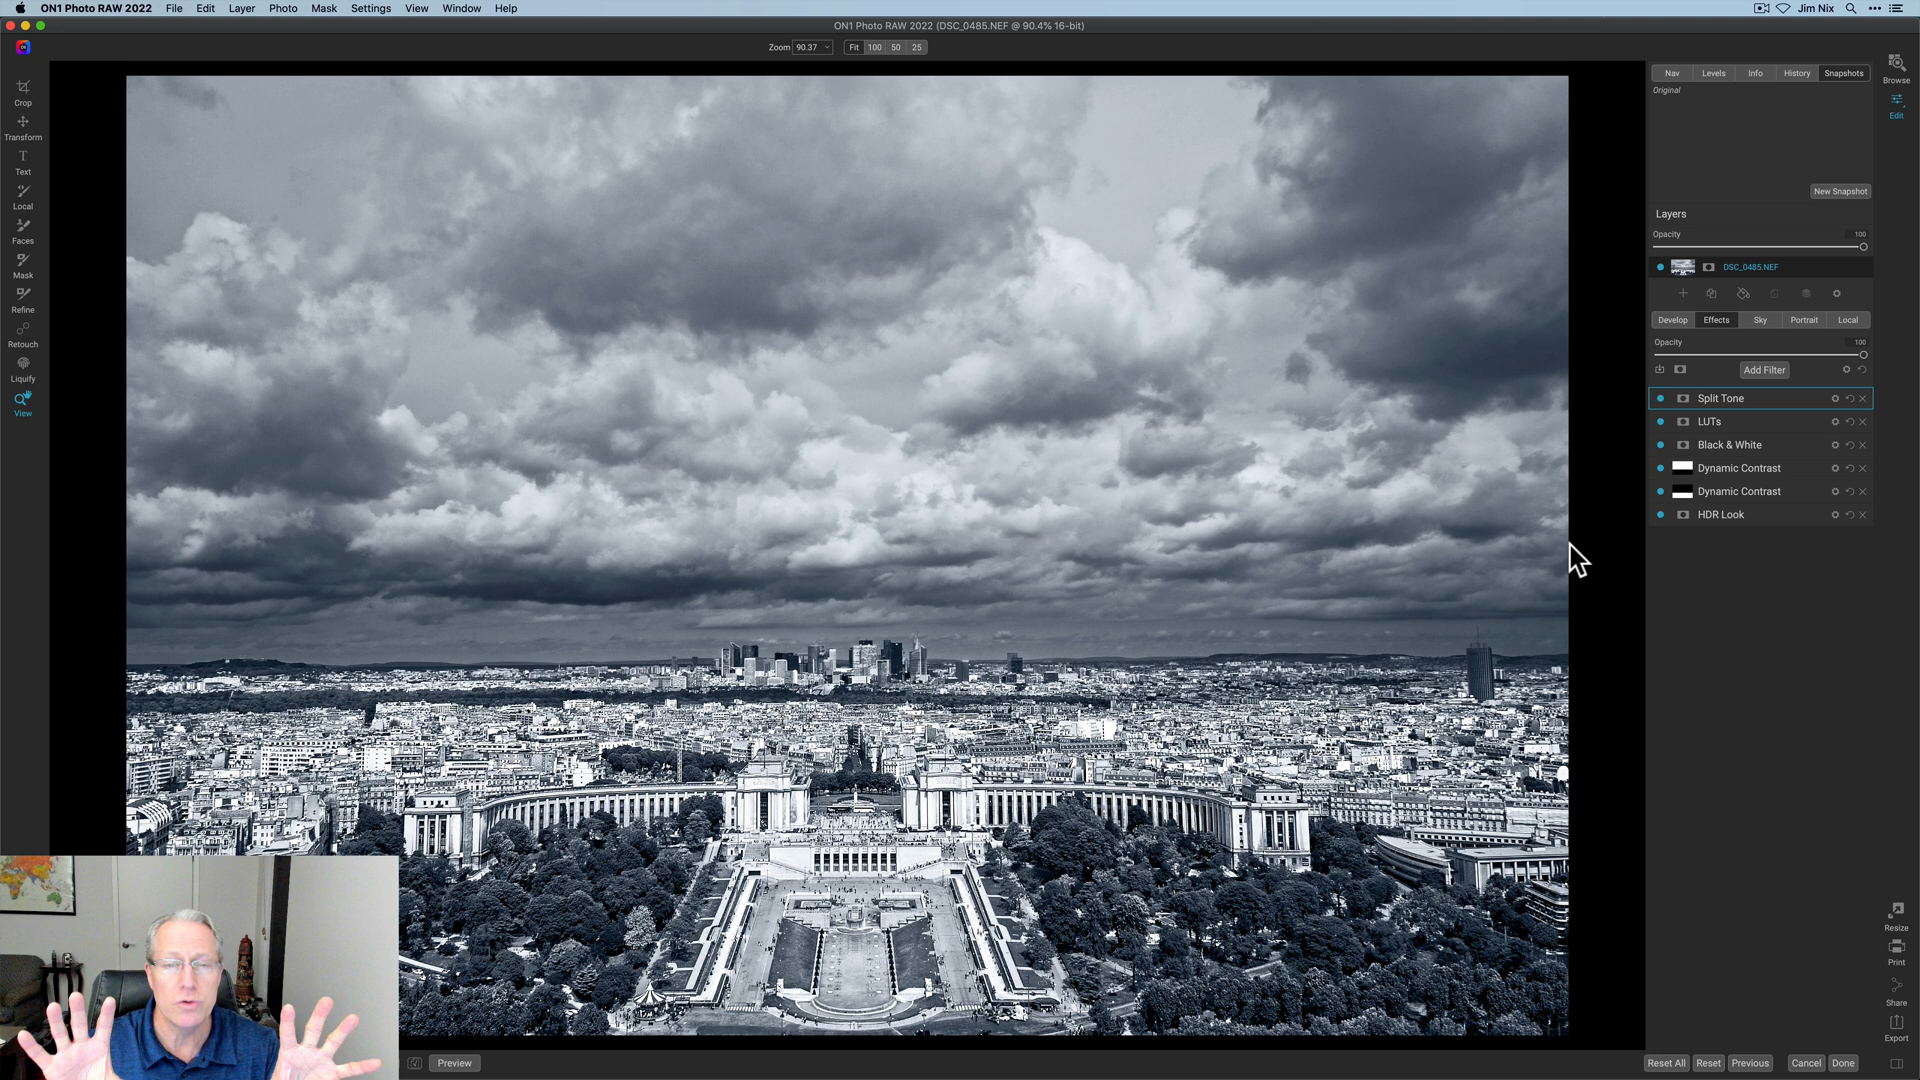 ON1 Photo RAW 2022 File Edit Layer Photo Mask Settings View Window Help Jim Nix
ON1 Photo RAW 2022 (DSC_0485.NEF @ 90.4% 16-bit)
Zoom 90.37 Fit 100 50 25
Crop
Transform
Text
Local
Faces
Mask
Refine
Retouch
Liquify
View
Nav Levels Info History Snapshots
Original
New Snapshot
Layers
Opacity 100
DSC_0485.NEF
Develop Effects Sky Portrait Local
Opacity 100
Add Filter
Split Tone
LUTs
Black & White
Dynamic Contrast
Dynamic Contrast
HDR Look
Browse
Edit
Resize
Print
Share
Export
Preview
Reset All Reset Previous Cancel Done